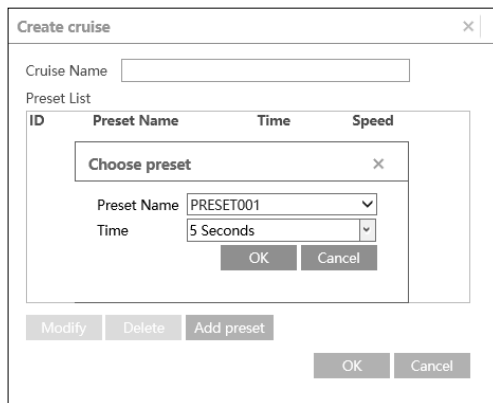 Create cruise
Cruise Name
Preset List
ID Preset Name Time Speed
Choose preset
Preset Name PRESET001
Time 5 Seconds
OK Cancel
Modify Delete Add preset
OK Cancel